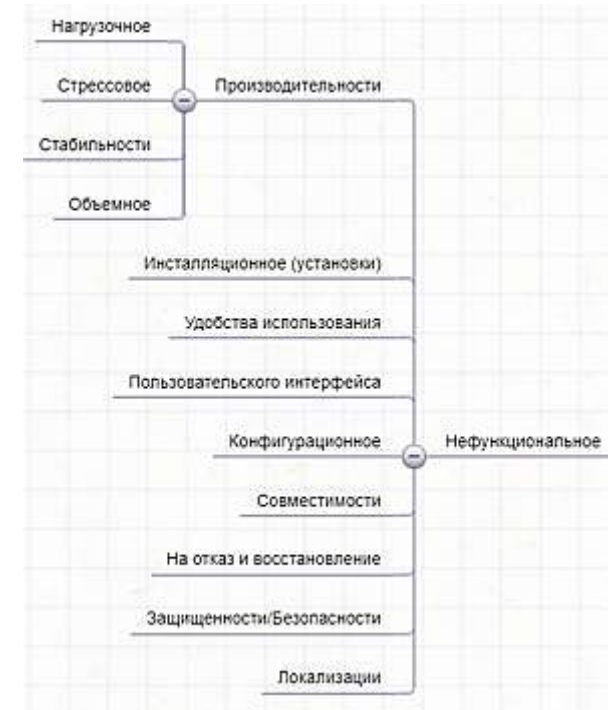 Нагрузочное
Стрессовое
Производительности
Стабильности
Объемное
Инсталляционное (установки)
Удобства использования
Пользовательского интерфейса
Конфигурационное
Нефункциональное
Совместимости
На отказ и восстановление
Защищенности/Безопасности
Локализации